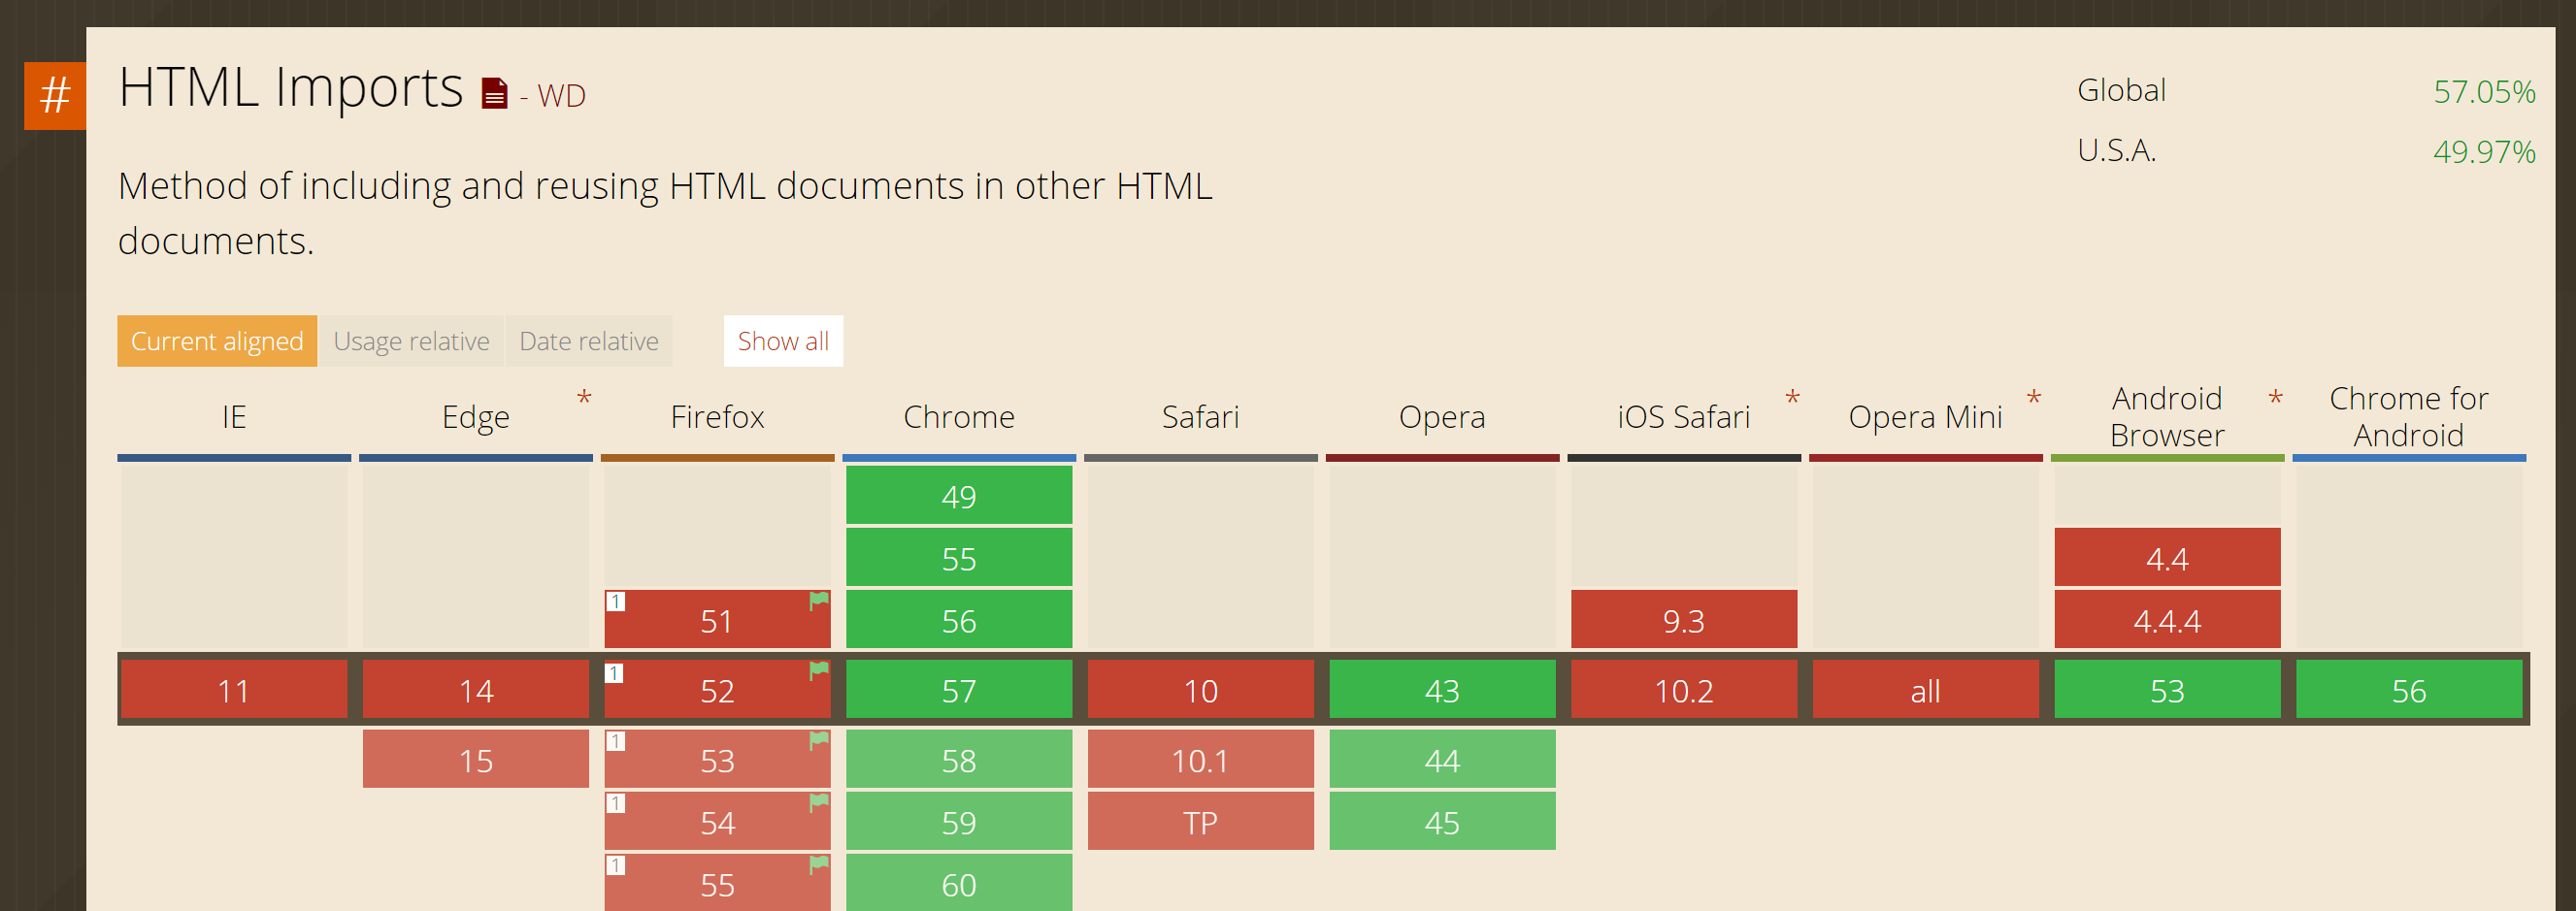 # HTML Imports - WD
Global 57.05%
U.S.A. 49.97%
Method of including and reusing HTML documents in other HTML
documents.
Current aligned Usage relative Date relative Show all
IE Edge * Firefox Chrome Safari Opera iOS Safari * Opera Mini * Android Browser * Chrome for Android
49
55 4.4
1 51 56 9.3 4.4.4
11 14 1 52 57 10 43 10.2 all 53 56
15 1 53 58 10.1 44
1 54 59 TP 45
1 55 60